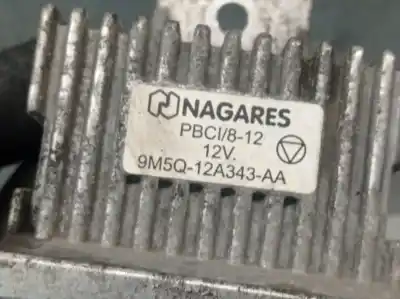 NAGARES
PBCI/8-12
12V.
9M5Q-12A343-AA